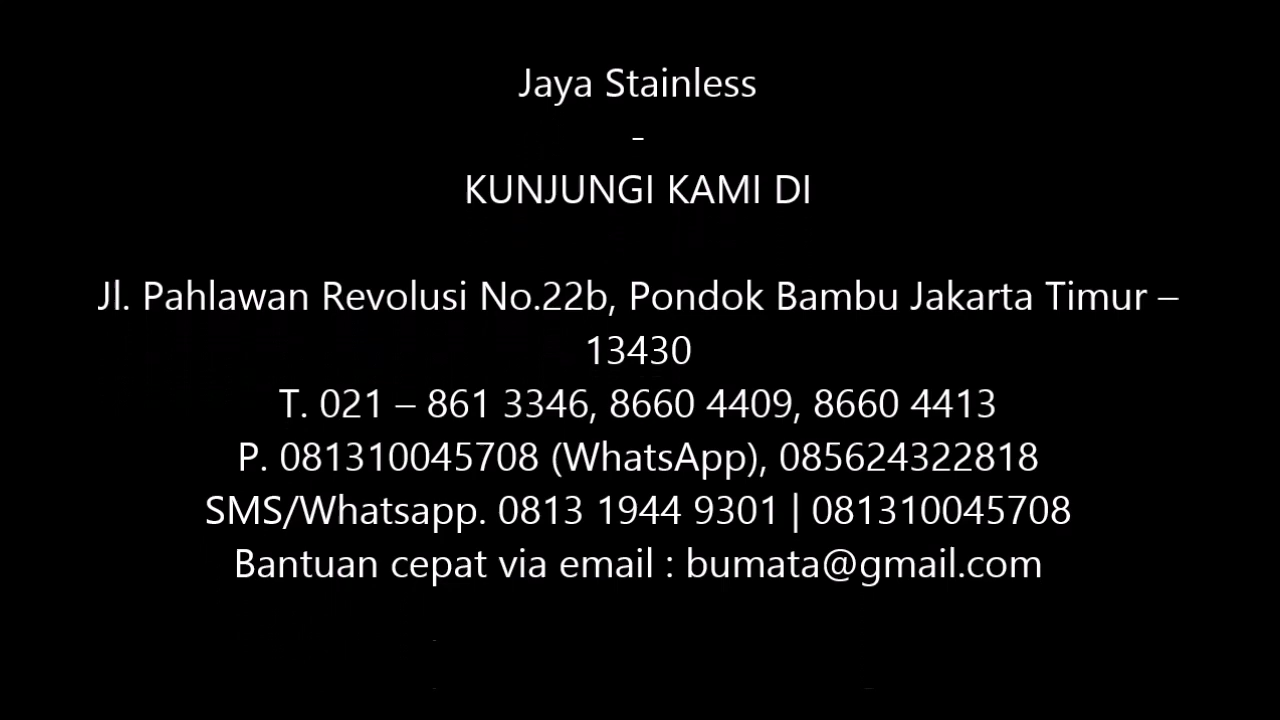 Jaya Stainless
-
KUNJUNGI KAMI DI
Jl. Pahlawan Revolusi No.22b, Pondok Bambu Jakarta Timur –
13430
T. 021 – 861 3346, 8660 4409, 8660 4413
P. 081310045708 (WhatsApp), 085624322818
SMS/Whatsapp. 0813 1944 9301 | 081310045708
Bantuan cepat via email : bumata@gmail.com